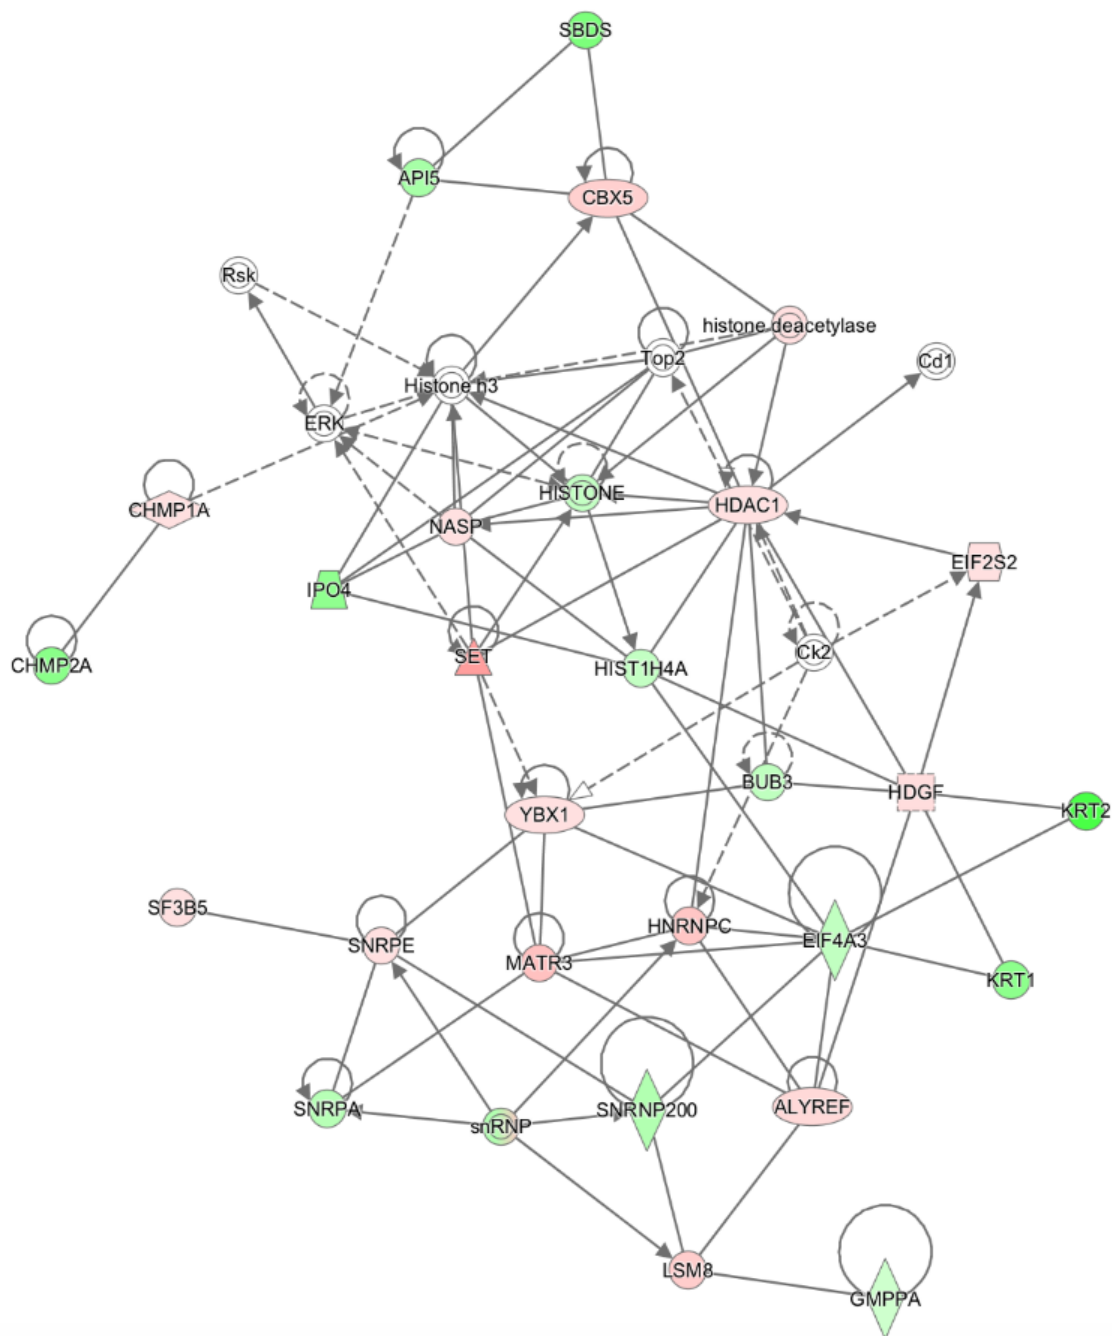 SBDS
API5
CBX5
Rsk
histone deacetylase
Top2
Cd1
Histone h3
ERK
HISTONE
HDAC1
CHMP1A
NASP
EIF2S2
IPO4
Ck2
SET
CHMP2A
HIST1H4A
BUB3
HDGF
KRT2
YBX1
SF3B5
HNRNPC
EIF4A3
SNRPE
MATR3
KRT1
SNRPA
SNRNP200
ALYREF
snRNP
LSM8
GMPPA